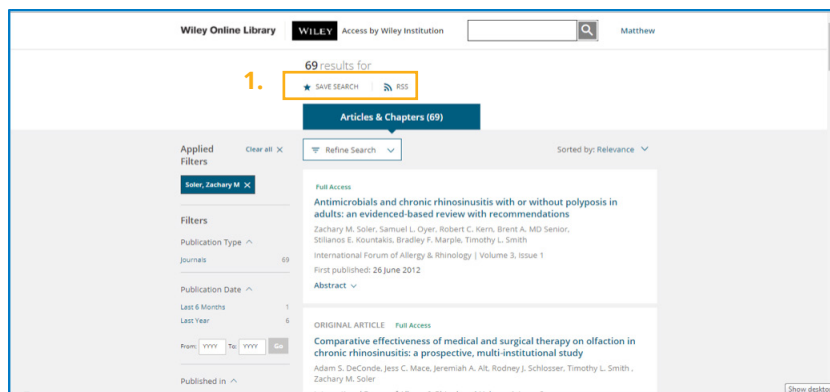 Wiley Online Library WILEY Access by Wiley Institution Matthew
69 results for
1.
SAVE SEARCH RSS
Articles & Chapters (69)
Applied Filters Clear all X
Refine Search
Sorted by: Relevance
Soler, Zachary M X
Filters
Publication Type
Journals 69
Publication Date
Last 6 Months 1
Last Year 6
From: YYYY To: YYYY Go
Published in
Full Access
Antimicrobials and chronic rhinosinusitis with or without polyposis in
adults: an evidenced-based review with recommendations
Zachary M. Soler, Samuel L. Oyer, Robert C. Kern, Brent A. MD Senior,
Stilianos E. Kountakis, Bradley F. Marple, Timothy L. Smith
International Forum of Allergy & Rhinology | Volume 3, Issue 1
First published: 26 June 2012
Abstract
ORIGINAL ARTICLE Full Access
Comparative effectiveness of medical and surgical therapy on olfaction in
chronic rhinosinusitis: a prospective, multi-institutional study
Adam S. DeConde, Jess C. Mace, Jeremiah A. Alt, Rodney J. Schlosser, Timothy L. Smith ,
Zachary M. Soler
Show desktop